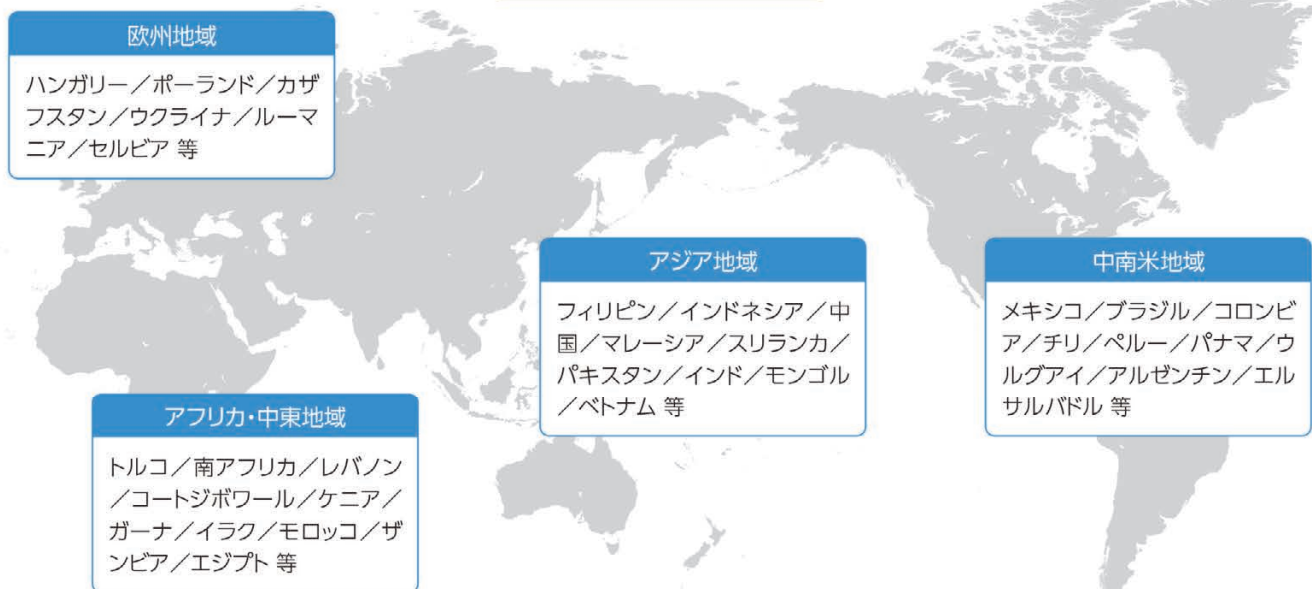 欧州地域
ハンガリー／ポーランド／カザ
フスタン／ウクライナ／ルーマ
ニア／セルビア 等
アジア地域
フィリピン／インドネシア／中
国／マレーシア／スリランカ／
パキスタン／インド／モンゴル
／ベトナム 等
中南米地域
メキシコ／ブラジル／コロンビ
ア／チリ／ペルー／パナマ／ウ
ルグアイ／アルゼンチン／エル
サルバドル 等
アフリカ・中東地域
トルコ／南アフリカ／レバノン
／コートジボワール／ケニア／
ガーナ／イラク／モロッコ／ザ
ンビア／エジプト 等